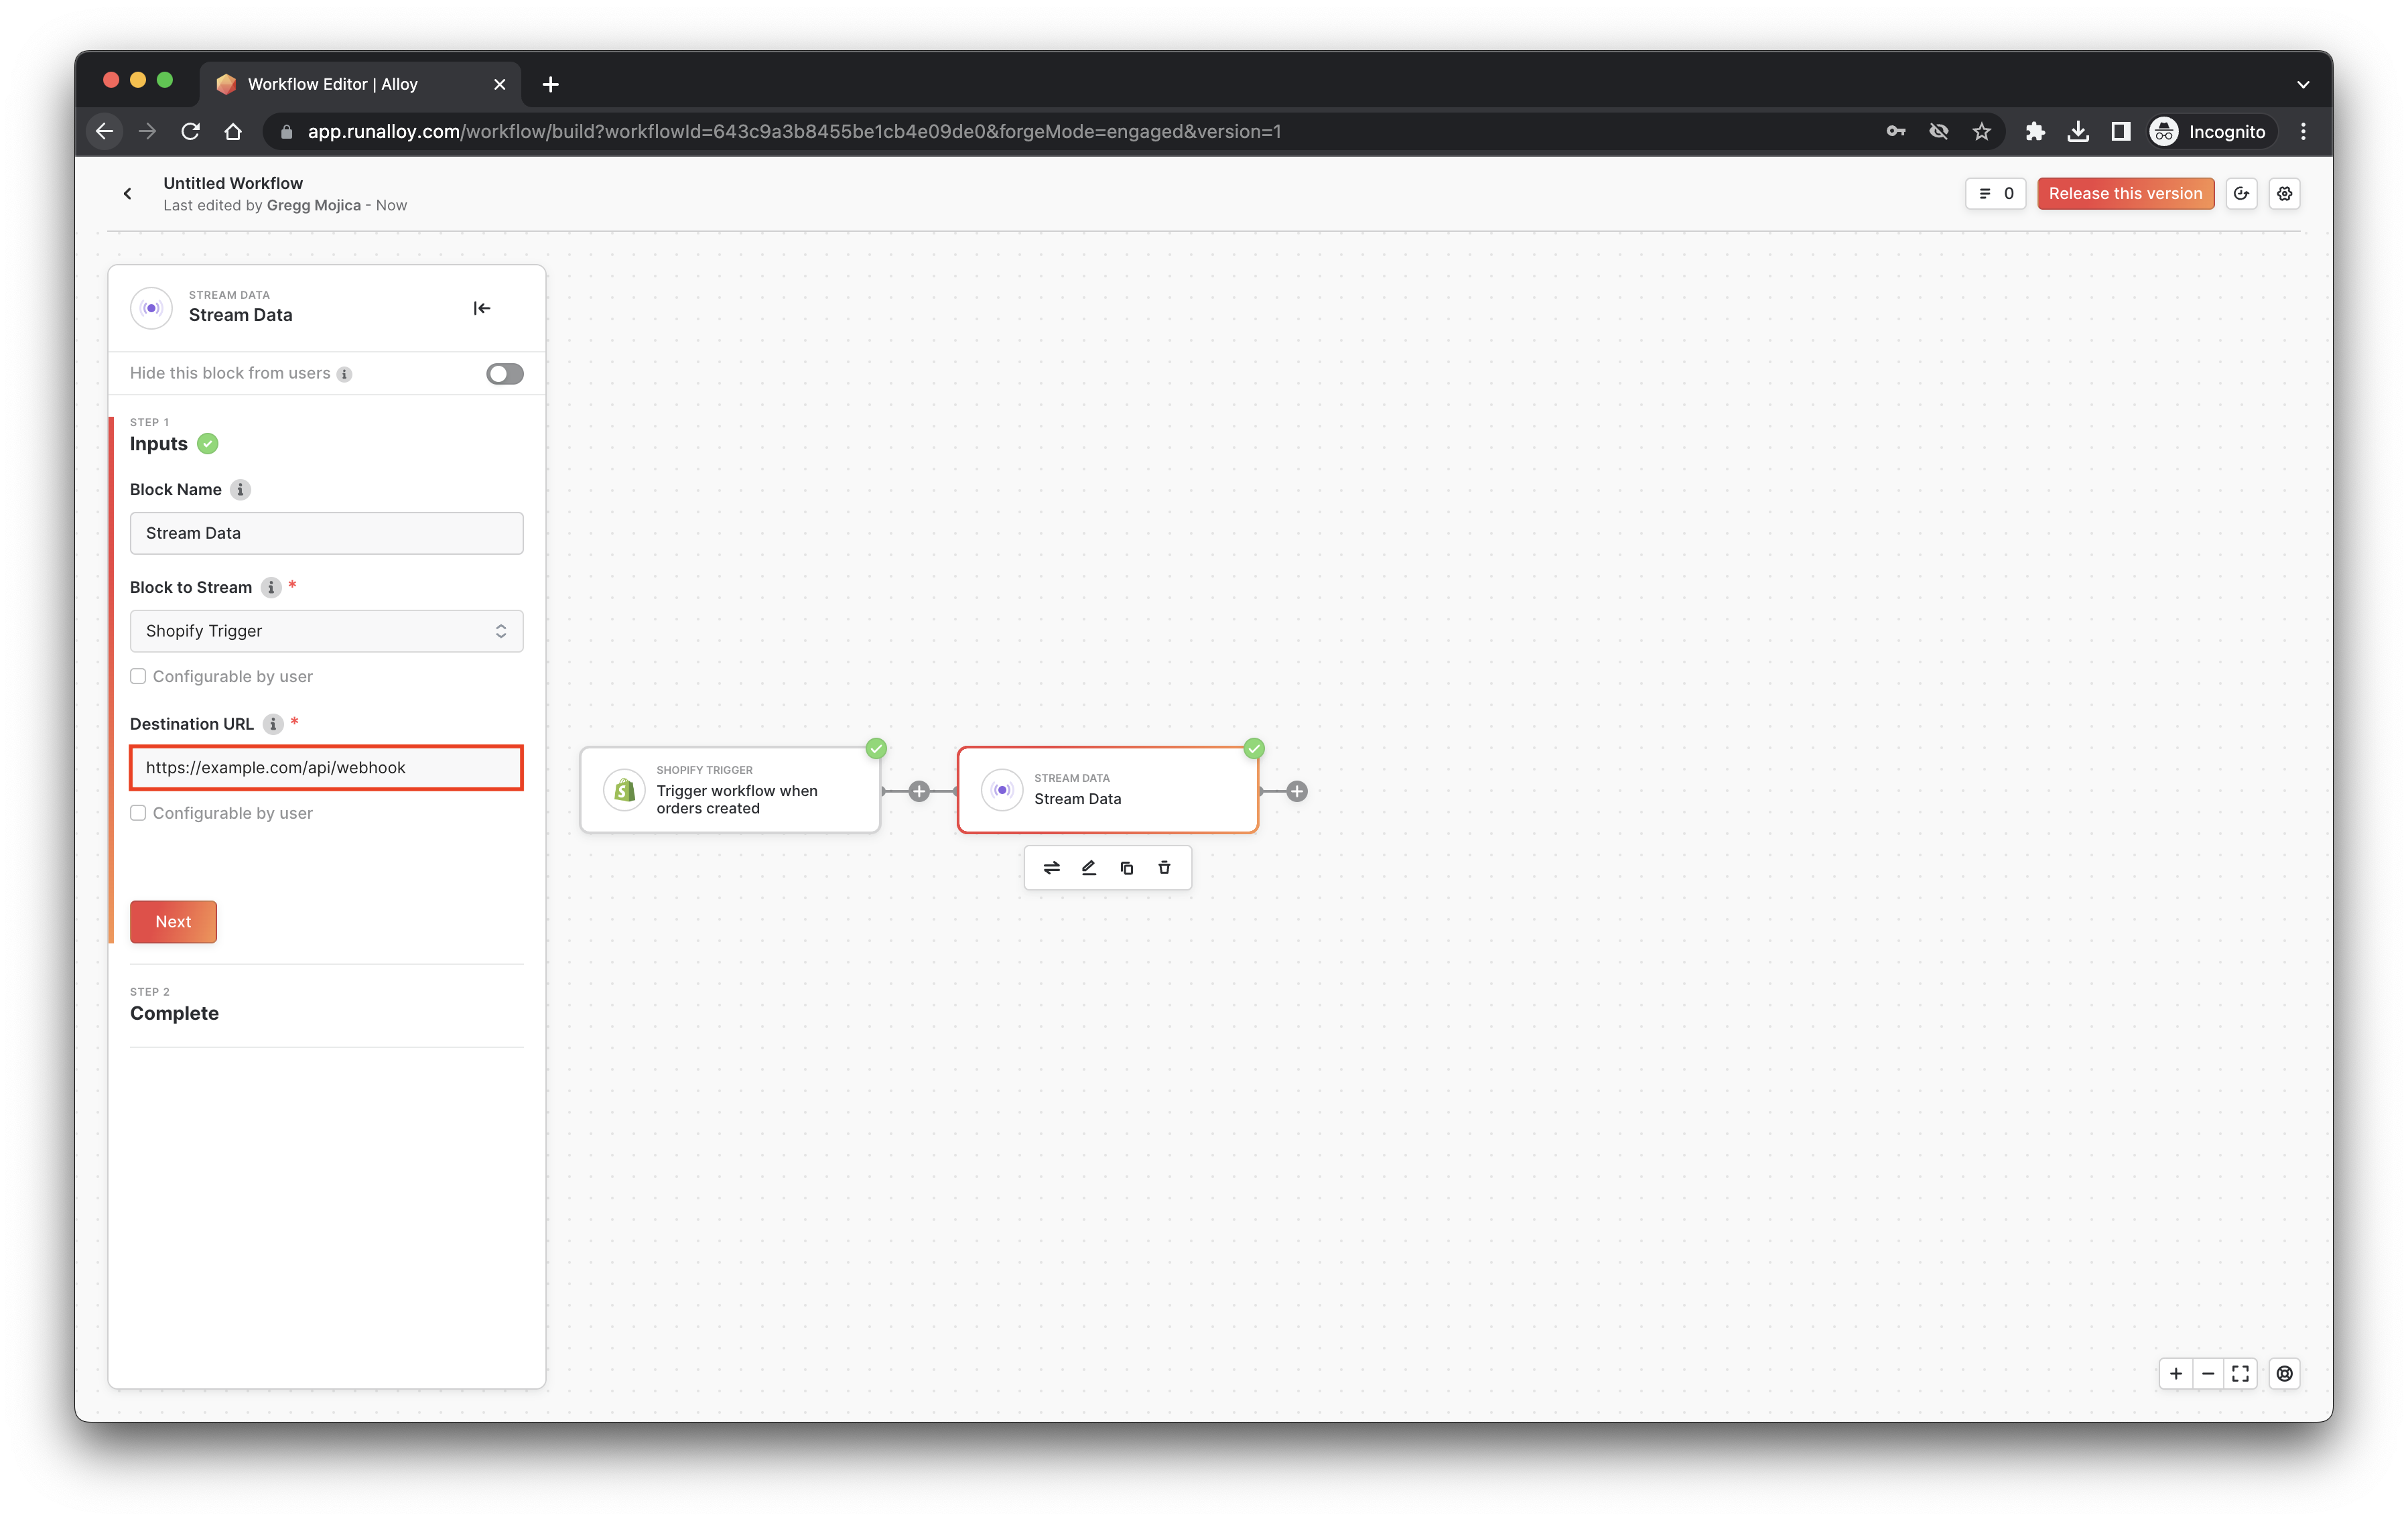 Workflow Editor | Alloy
app.runalloy.com/workflow/build?workflowId=643c9a3b8455be1cb4e09de0&forgeMode=engaged&version=1
Incognito
Untitled Workflow
Last edited by Gregg Mojica - Now
0
Release this version
STREAM DATA
Stream Data
Hide this block from users
STEP 1
Inputs
Block Name
Stream Data
Block to Stream *
Shopify Trigger
Configurable by user
Destination URL *
https://example.com/api/webhook
Configurable by user
Next
STEP 2
Complete
SHOPIFY TRIGGER
Trigger workflow when
orders created
STREAM DATA
Stream Data